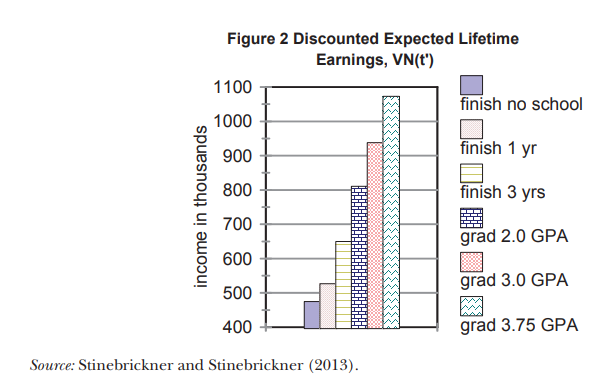 Figure 2 Discounted Expected Lifetime
Earnings, VN(t')
income in thousands
1100
1000
900
800
700
600
500
400
finish no school
finish 1 yr
finish 3 yrs
grad 2.0 GPA
grad 3.0 GPA
grad 3.75 GPA
Source: Stinebrickner and Stinebrickner (2013).